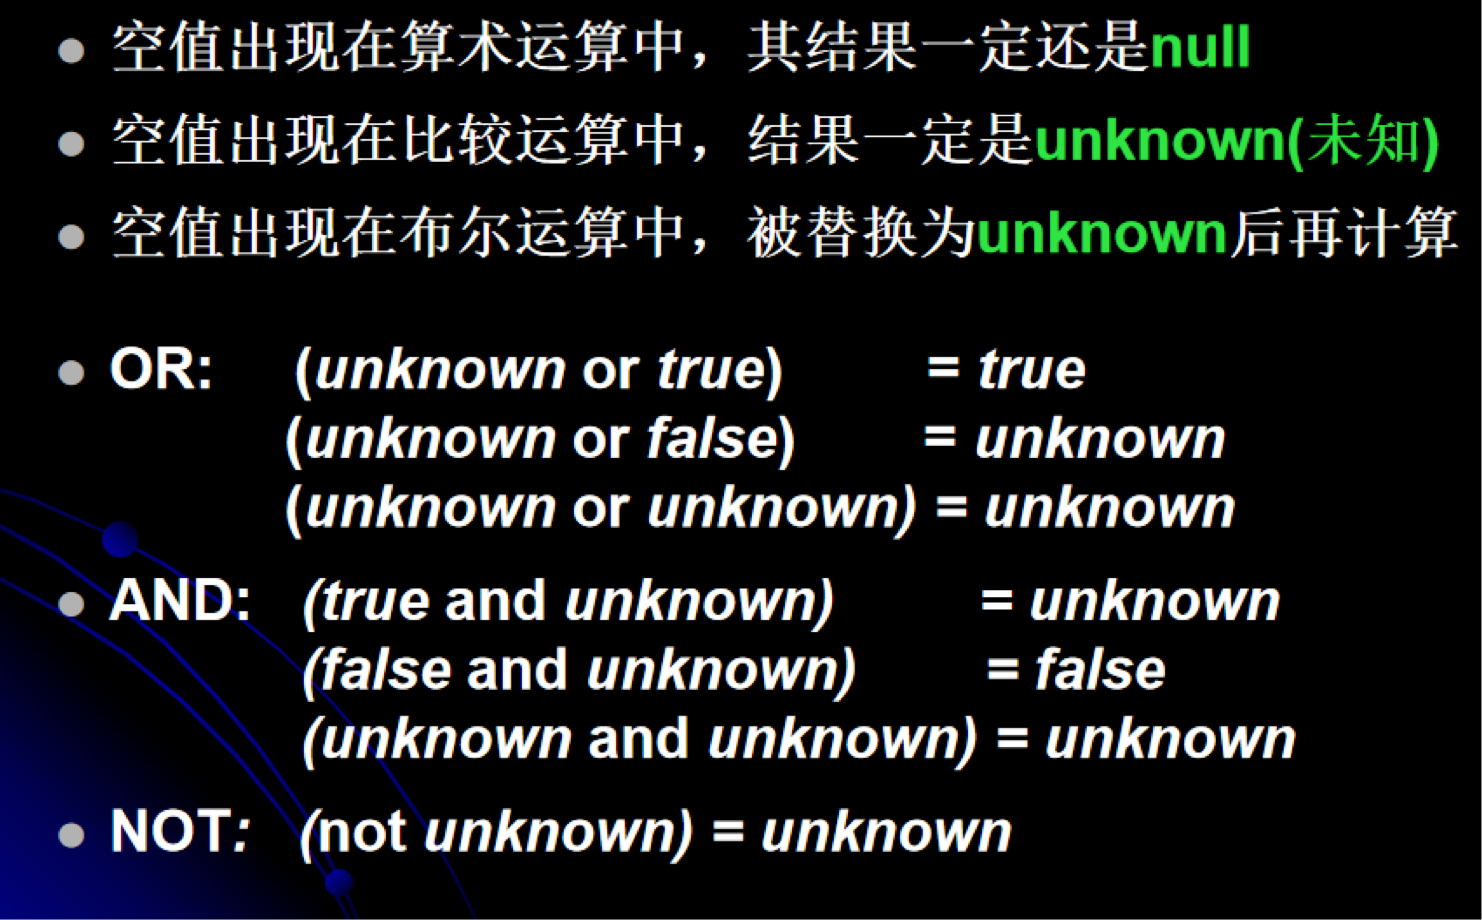 ● 空值出现在算术运算中，其结果一定还是null
● 空值出现在比较运算中，结果一定是unknown(未知)
● 空值出现在布尔运算中，被替换为unknown后再计算
● OR: (unknown or true) = true
(unknown or false) = unknown
(unknown or unknown) = unknown
● AND: (true and unknown) = unknown
(false and unknown) = false
(unknown and unknown) = unknown
● NOT: (not unknown) = unknown